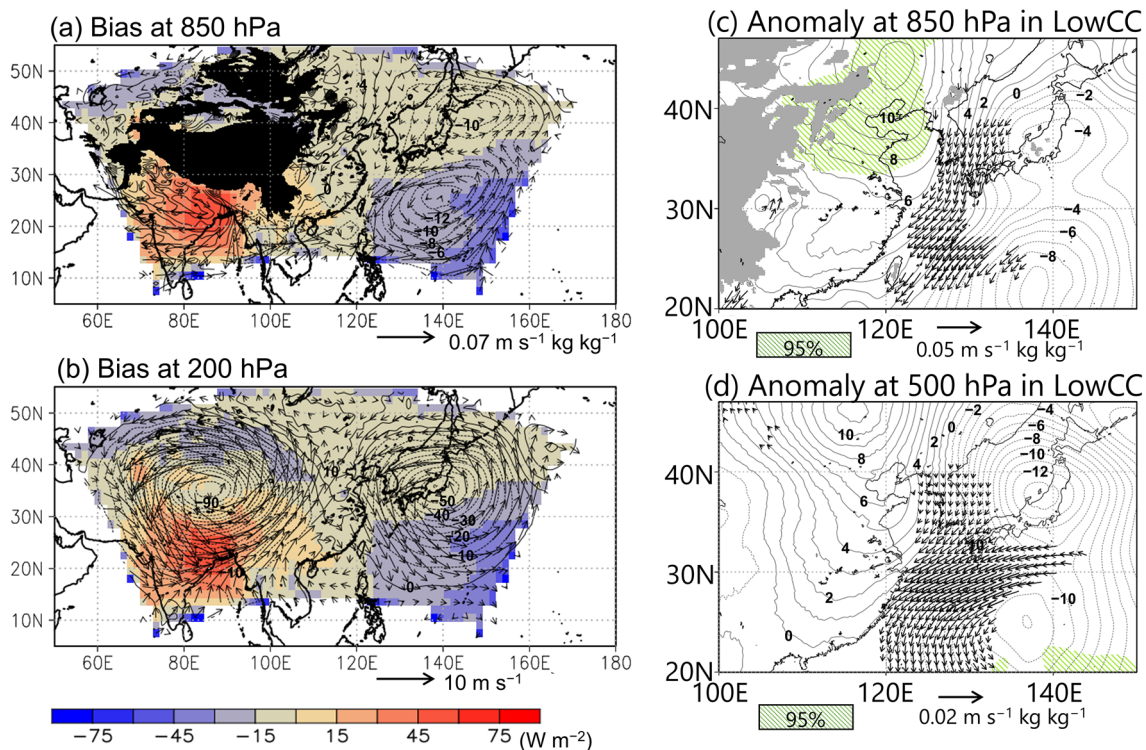 (a) Bias at 850 hPa
50N
40N
30N
20N
10N
4
-10
0
-12
-10
-8
-6
60E 80E 100E 120E 140E 160E 180
0.07 m s⁻¹ kg kg⁻¹
(b) Bias at 200 hPa
50N
40N
30N
20N
10N
10
-90
-50
-40
-30
-20
-10
0
0
60E 80E 100E 120E 140E 160E 180
10 m s⁻¹
-75 -45 -15 15 45 75 (W m⁻²)
(c) Anomaly at 850 hPa in LowCC
40N
30N
20N
-2
0
2
4
-4
10
8
6
-4
-6
-8
100E 120E 140E
95%
0.05 m s⁻¹ kg kg⁻¹
(d) Anomaly at 500 hPa in LowCC
40N
30N
20N
-2
-4
0
-6
10
2
-8
8
4
-10
-12
6
4
-10
2
0
100E 120E 140E
95%
0.02 m s⁻¹ kg kg⁻¹